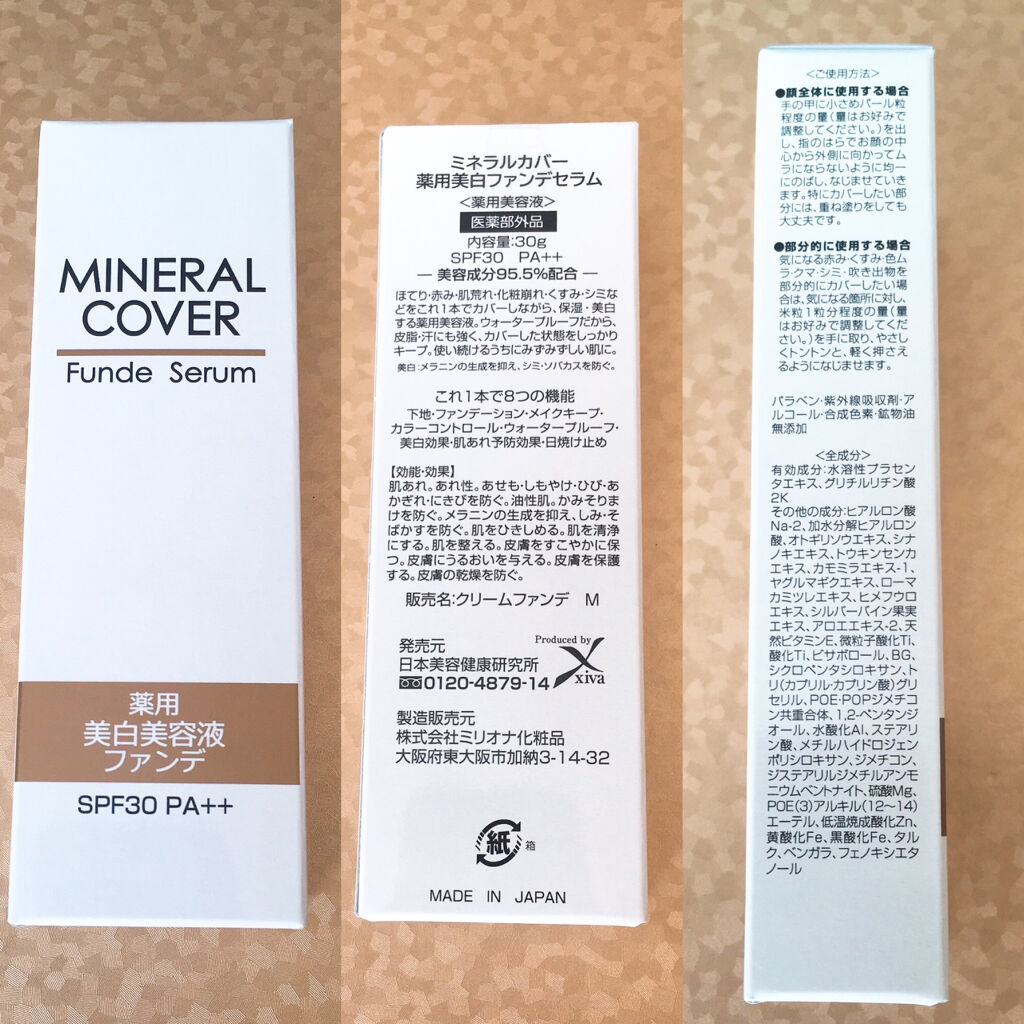 MINERAL
COVER
Funde Serum
薬用
美白美容液
ファンデ
SPF30 PA++
ミネラルカバー
薬用美白ファンデセラム
<薬用美容液>
医薬部外品
内容量:30g
SPF30 PA++
― 美容成分95.5%配合 ―
ほてり・赤み・肌荒れ・化粧崩れ・くすみ・シミな
どをこれ1本でカバーしながら、保湿・美白
する薬用美容液。ウォータープルーフだから、
皮脂・汗にも強く、カバーした状態をしっかり
キープ。使い続けるうちにみずみずしい肌に。
美白:メラニンの生成を抑え、シミ・ソバカスを防ぐ。
これ1本で8つの機能
下地・ファンデーション・メイクキープ・
カラーコントロール・ウォータープルーフ・
美白効果・肌あれ予防効果・日焼け止め
【効能・効果】
肌あれ。あれ性。あせも・しもやけ・ひび・あ
かぎれ・にきびを防ぐ。油性肌。かみそりま
けを防ぐ。メラニンの生成を抑え、しみ・そ
ばかすを防ぐ。肌をひきしめる。肌を清浄
にする。肌を整える。皮膚をすこやかに保
つ。皮膚にうるおいを与える。皮膚を保護
する。皮膚の乾燥を防ぐ。
販売名:クリームファンデ M
発売元
日本美容健康研究所
0120-4879-14
Produced by
xiva
製造販売元
株式会社ミリオナ化粧品
大阪府東大阪市加納3-14-32
紙 箱
MADE IN JAPAN
<ご使用方法>
●顔全体に使用する場合
手の甲に小さめパール粒
程度の量(量はお好みで
調整してください。)を出
し、指のはらでお顔の中
心から外側に向かってム
ラにならないように均一
にのばし、なじませていき
ます。特にカバーしたい部
分には、重ね塗りをしても
大丈夫です。
●部分的に使用する場合
気になる赤み・くすみ・色ム
ラ・クマ・シミ・吹き出物を
部分的にカバーしたい場
合は、気になる箇所に対し、
米粒1粒分程度の量(量
はお好みで調整してくだ
さい。)を手に取り、やさし
くトントンと、軽く押さえ
るようになじませます。
パラベン・紫外線吸収剤・ア
ルコール・合成色素・鉱物油
無添加
<全成分>
有効成分:水溶性プラセン
タエキス、グリチルリチン酸
2K
その他の成分:ヒアルロン酸
Na-2、加水分解ヒアルロン
酸、オトギリソウエキス、シナ
ノキエキス、トウキンセンカ
エキス、カモミラエキス-1、
ヤグルマギクエキス、ローマ
カミツレエキス、ヒメフウロ
エキス、シルバーバイン果実
エキス、アロエエキス-2、天
然ビタミンE、微粒子酸化Ti、
酸化Ti、ビサボロール、BG、
シクロペンタシロキサン、ト
リ(カプリル・カプリン酸)グリ
セリル、POE・POPジメチコ
ン共重合体、1,2-ペンタンジ
オール、水酸化Al、ステアリ
ン酸、メチルハイドロジェン
ポリシロキサン、ジメチコン、
ジステアリルジメチルアンモ
ニウムベントナイト、硫酸Mg、
POE(3)アルキル(12〜14)
エーテル、低温焼成酸化Zn、
黄酸化Fe、黒酸化Fe、タル
ク、ベンガラ、フェノキシエタ
ノール